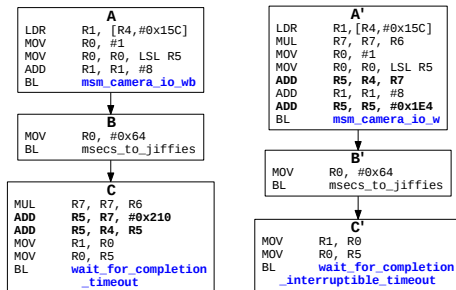 A
LDR R1, [R4,#0x15C]
MOV R0, #1
MOV R0, R0, LSL R5
ADD R1, R1, #8
BL msm_camera_io_wb
B
MOV R0, #0x64
BL msecs_to_jiffies
C
MUL R7, R7, R6
ADD R5, R7, #0x210
ADD R5, R4, R5
MOV R1, R0
MOV R0, R5
BL wait_for_completion
_timeout
A'
LDR R1,[R4,#0x15C]
MUL R7, R7, R6
MOV R0, #1
MOV R0, R0, LSL R5
ADD R5, R4, R7
ADD R1, R1, #8
ADD R5, R5, #0x1E4
BL msm_camera_io_w
B'
MOV R0, #0x64
BL msecs_to_jiffies
C'
MOV R1, R0
MOV R0, R5
BL wait_for_completion
_interruptible_timeout